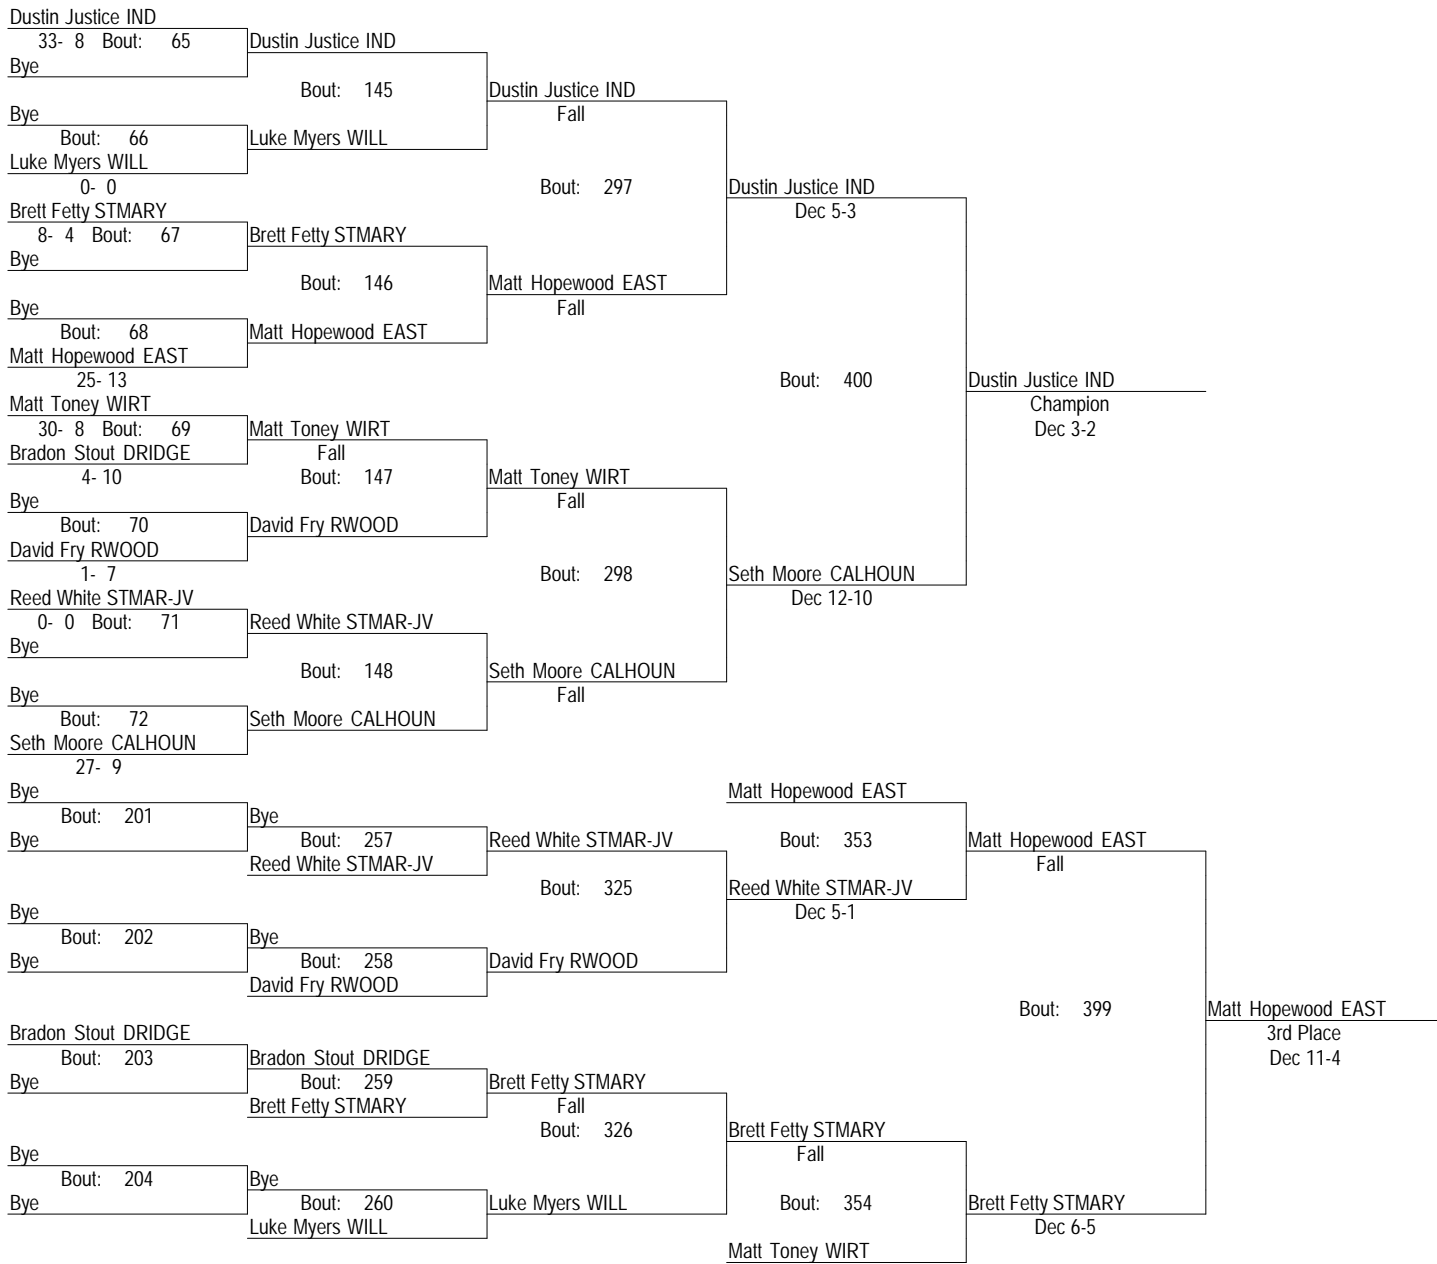 Dustin Justice IND
33- 8 Bout: 65 Dustin Justice IND
Bye
Bout: 145 Dustin Justice IND
Bye Fall
Bout: 66 Luke Myers WILL
Luke Myers WILL
0- 0 Bout: 297 Dustin Justice IND
Brett Fetty STMARY Dec 5-3
8- 4 Bout: 67 Brett Fetty STMARY
Bye
Bout: 146 Matt Hopewood EAST
Bye Fall
Bout: 68 Matt Hopewood EAST
Matt Hopewood EAST
25- 13 Bout: 400 Dustin Justice IND
Matt Toney WIRT Champion
30- 8 Bout: 69 Matt Toney WIRT Dec 3-2
Bradon Stout DRIDGE Fall
4- 10 Bout: 147 Matt Toney WIRT
Bye Fall
Bout: 70 David Fry RWOOD
David Fry RWOOD
1- 7 Bout: 298 Seth Moore CALHOUN
Reed White STMAR-JV Dec 12-10
0- 0 Bout: 71 Reed White STMAR-JV
Bye
Bout: 148 Seth Moore CALHOUN
Bye Fall
Bout: 72 Seth Moore CALHOUN
Seth Moore CALHOUN
27- 9
Bye Matt Hopewood EAST
Bout: 201 Bye
Bye Bout: 257 Reed White STMAR-JV Bout: 353 Matt Hopewood EAST
Reed White STMAR-JV Fall
Bout: 325 Reed White STMAR-JV
Bye Dec 5-1
Bout: 202 Bye
Bye Bout: 258 David Fry RWOOD
David Fry RWOOD
Bout: 399 Matt Hopewood EAST
Bradon Stout DRIDGE 3rd Place
Bout: 203 Bradon Stout DRIDGE Dec 11-4
Bye Bout: 259 Brett Fetty STMARY
Brett Fetty STMARY Fall
Bout: 326 Brett Fetty STMARY
Bye Fall
Bout: 204 Bye
Bye Bout: 260 Luke Myers WILL Bout: 354 Brett Fetty STMARY
Luke Myers WILL Dec 6-5
Matt Toney WIRT